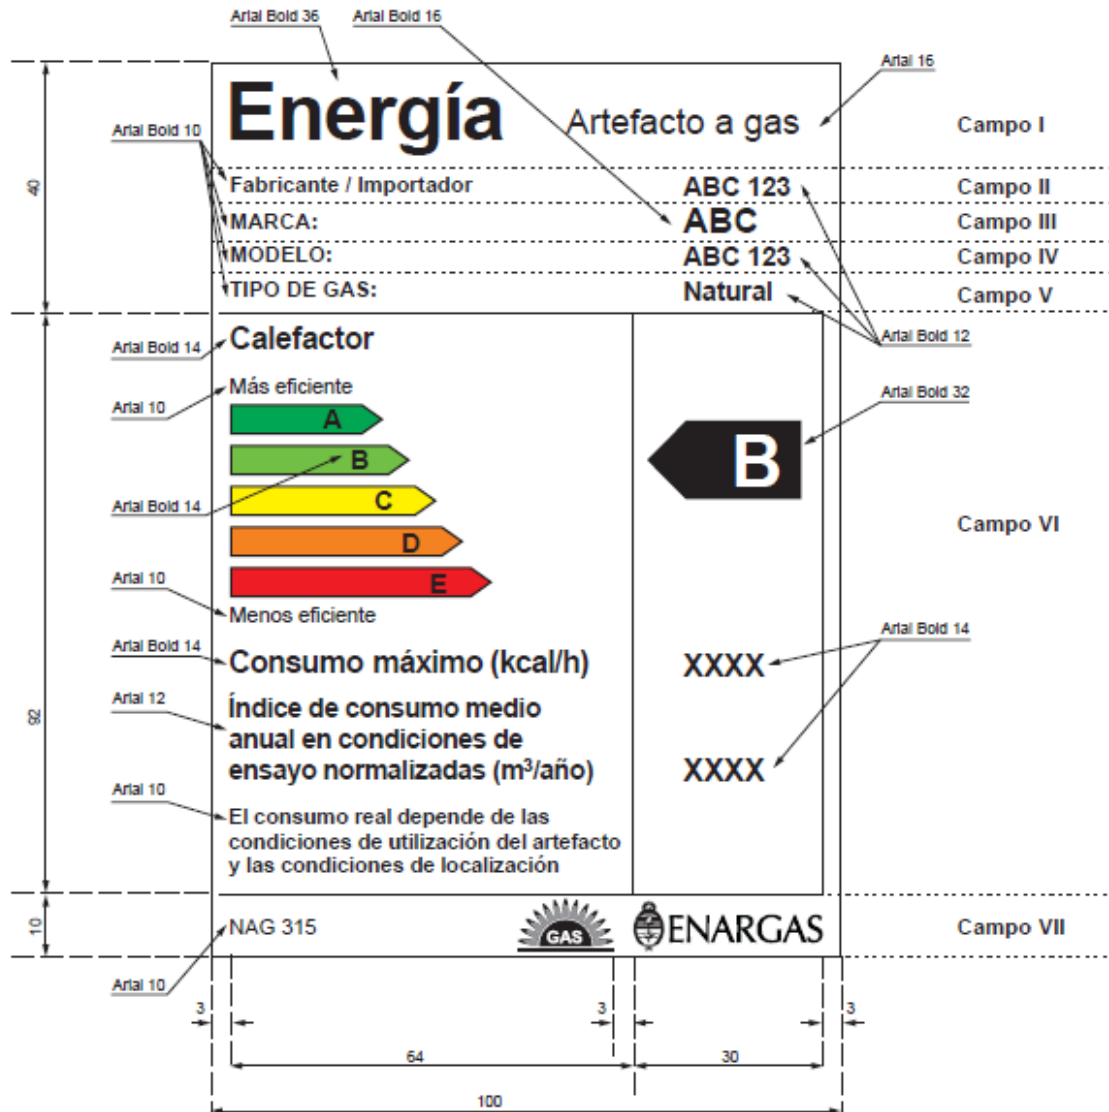 Arial Bold 36
Arial Bold 16
Arial 16
Energía
Artefacto a gas
Campo I
Arial Bold 10
40
Fabricante / Importador
ABC 123
Campo II
MARCA:
ABC
Campo III
MODELO:
ABC 123
Campo IV
TIPO DE GAS:
Natural
Campo V
Arial Bold 12
Arial Bold 14
Calefactor
Arial 10
Más eficiente
Arial Bold 32
A
B
B
Arial Bold 14
C
Campo VI
D
Arial 10
E
Menos eficiente
Arial Bold 14
Arial Bold 14
Consumo máximo (kcal/h)
XXXX
Arial 12
92
Índice de consumo medio
anual en condiciones de
ensayo normalizadas (m³/año)
XXXX
Arial 10
El consumo real depende de las
condiciones de utilización del artefacto
y las condiciones de localización
10
NAG 315
GAS
ENARGAS
Campo VII
Arial 10
3
3
3
64
30
100